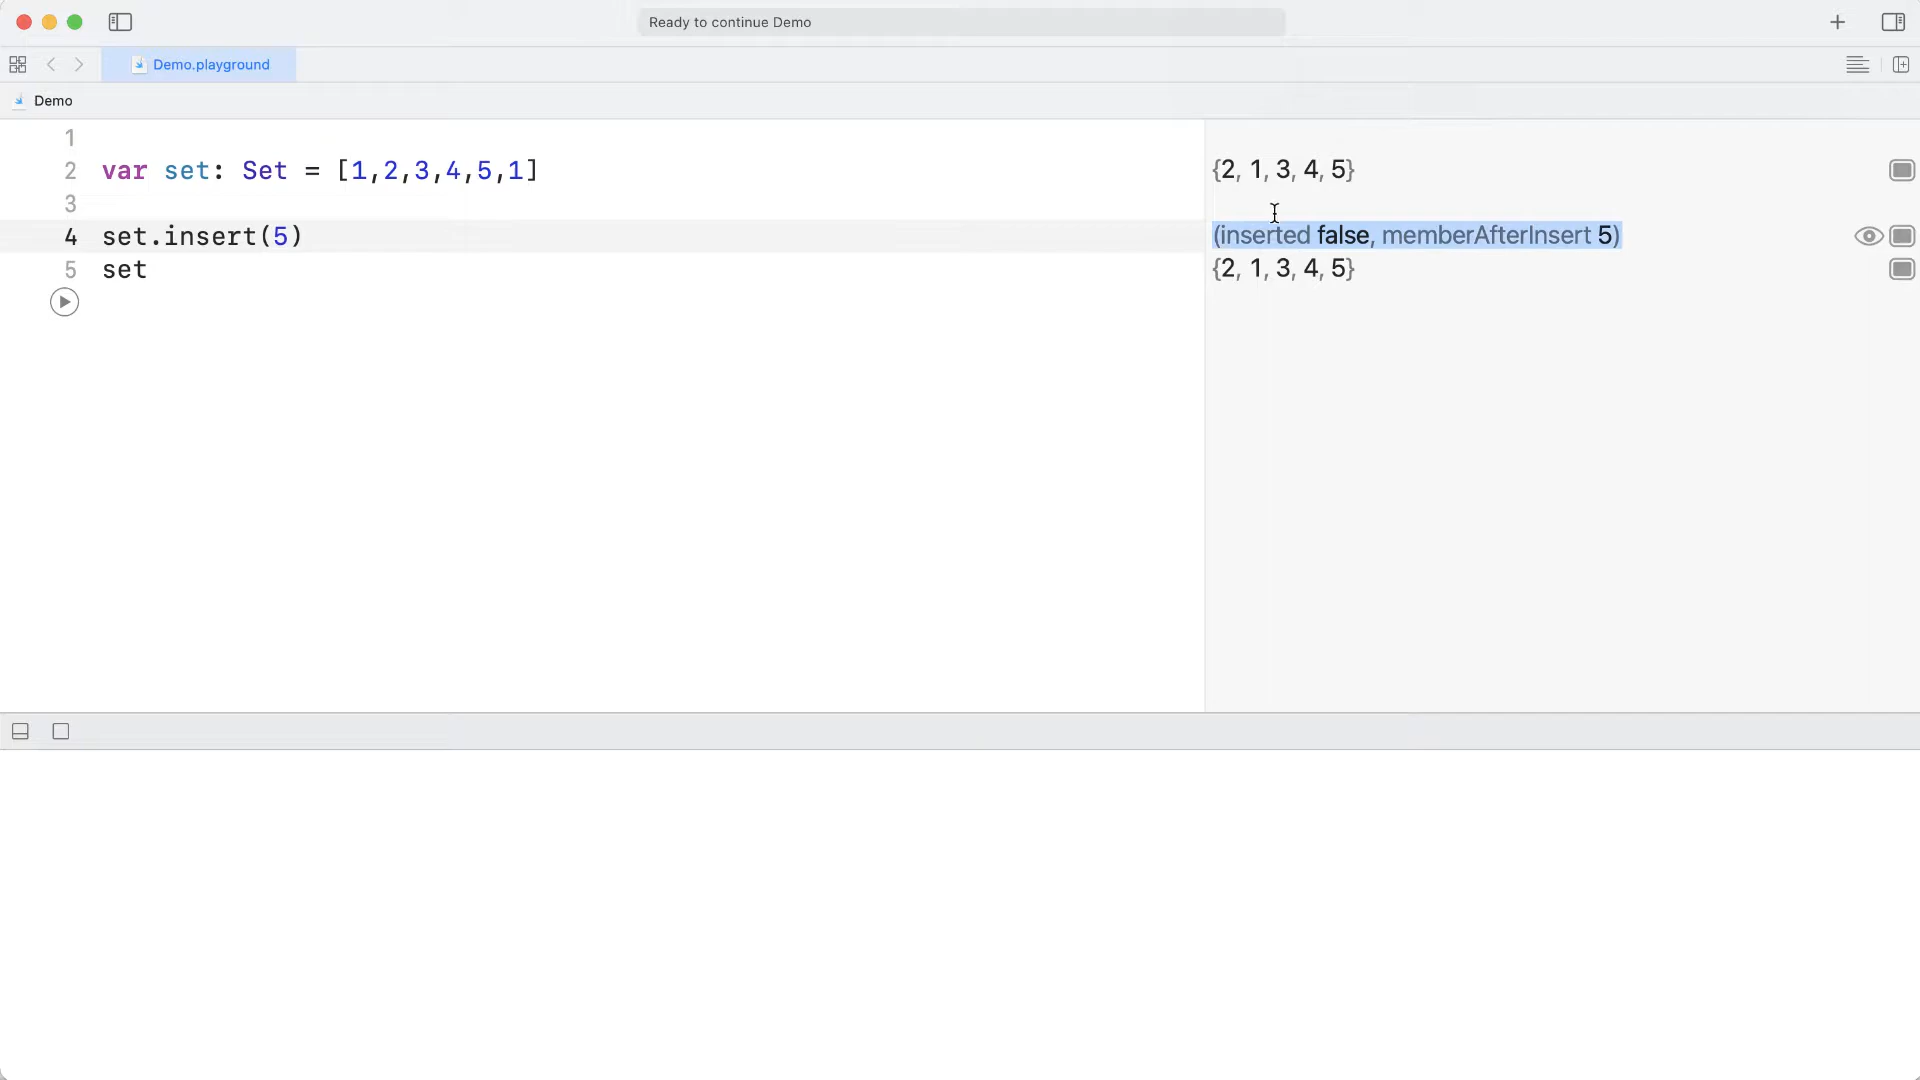 Ready to continue Demo
Demo.playground
Demo
1
2 var set: Set = [1,2,3,4,5,1] {2, 1, 3, 4, 5}
3
4 set.insert(5) (inserted false, memberAfterInsert 5)
5 set {2, 1, 3, 4, 5}